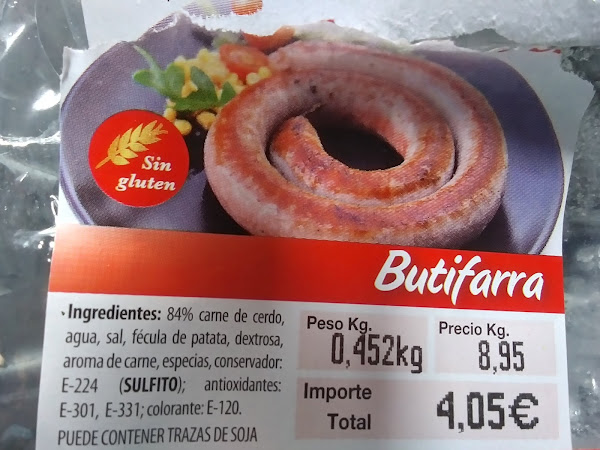 Sin
gluten
Butifarra
Ingredientes: 84% carne de cerdo,
agua, sal, fécula de patata, dextrosa,
aroma de carne, especias, conservador:
E-224 (SULFITO); antioxidantes:
E-301, E-331; colorante: E-120.
PUEDE CONTENER TRAZAS DE SOJA
Peso Kg.
0,452kg
Precio Kg.
8,95
Importe
Total
4,05€